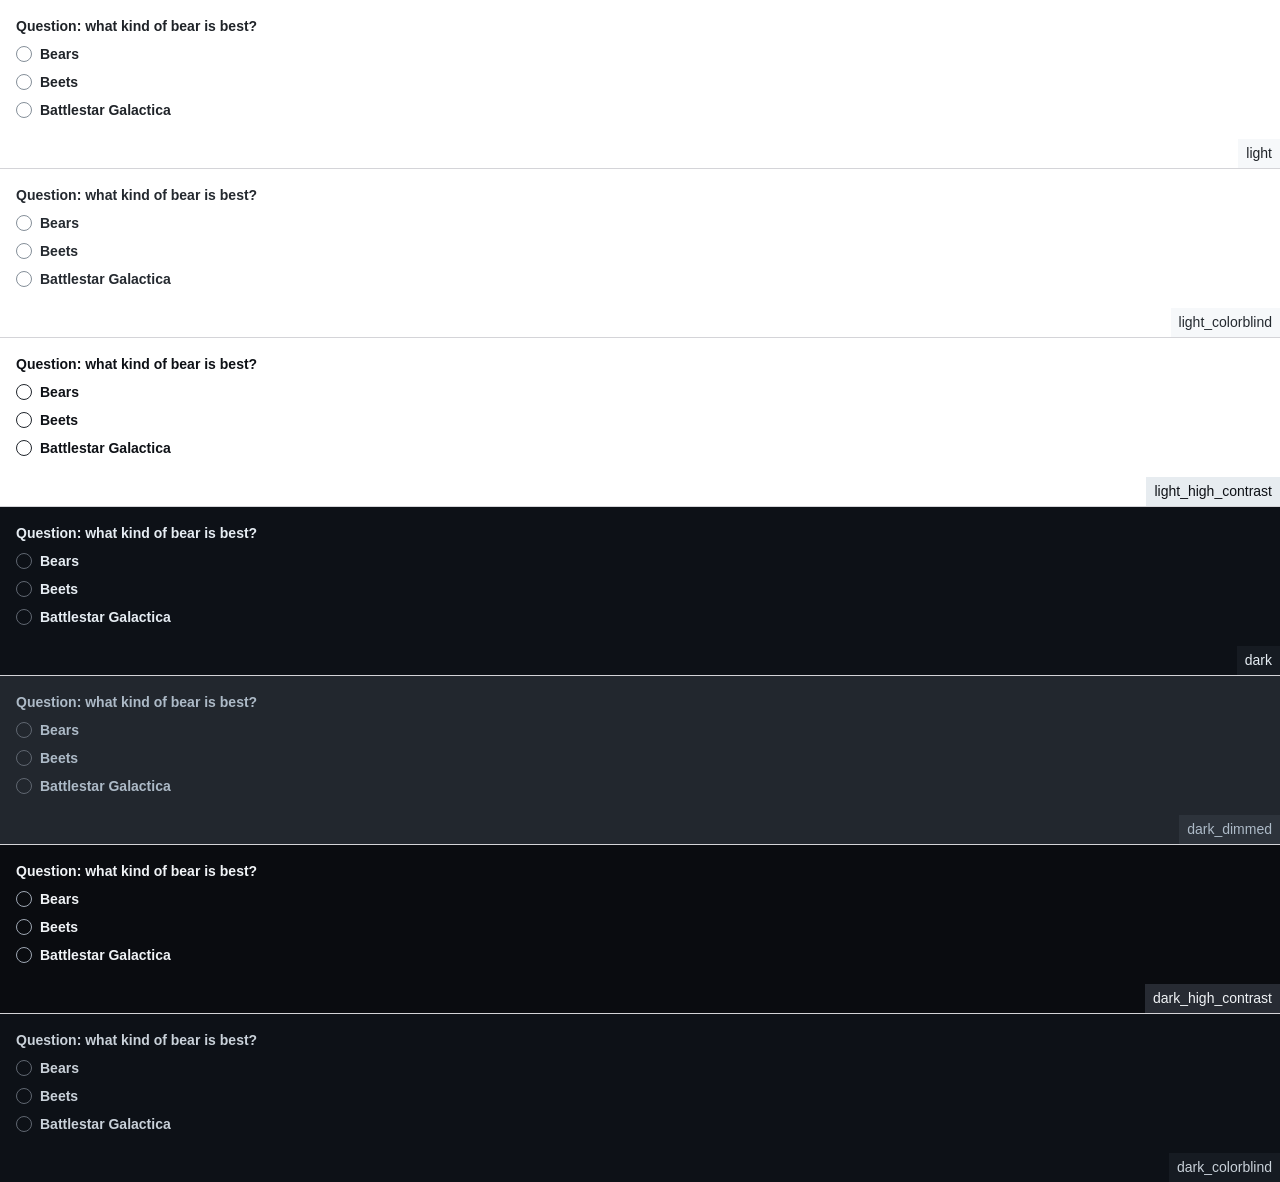 Question: what kind of bear is best?
Bears
Beets
Battlestar Galactica
light
Question: what kind of bear is best?
Bears
Beets
Battlestar Galactica
light_colorblind
Question: what kind of bear is best?
Bears
Beets
Battlestar Galactica
light_high_contrast
Question: what kind of bear is best?
Bears
Beets
Battlestar Galactica
dark
Question: what kind of bear is best?
Bears
Beets
Battlestar Galactica
dark_dimmed
Question: what kind of bear is best?
Bears
Beets
Battlestar Galactica
dark_high_contrast
Question: what kind of bear is best?
Bears
Beets
Battlestar Galactica
dark_colorblind